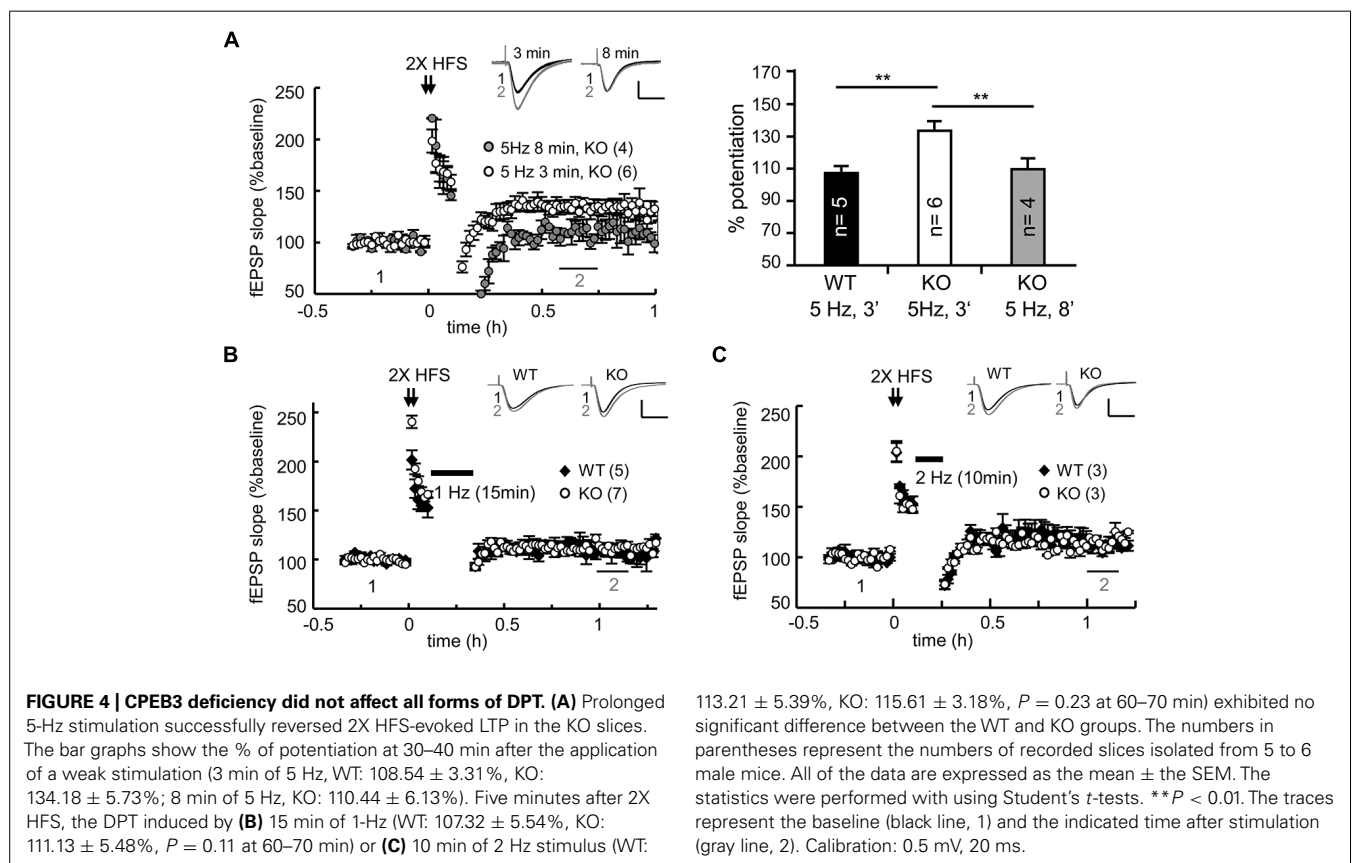 A
2X HFS
3 min
8 min
1
2
250
200
150
100
50
fEPSP slope (%baseline)
5Hz 8 min, KO (4)
5 Hz 3 min, KO (6)
1
2
-0.5
0
0.5
1
time (h)
170
150
130
110
90
70
50
% potentiation
**
**
n= 5
n= 6
n= 4
WT
5 Hz, 3’
KO
5Hz, 3‘
KO
5 Hz, 8’
B
2X HFS
WT
KO
1
2
250
200
150
100
50
fEPSP slope (%baseline)
1 Hz (15min)
WT (5)
KO (7)
1
2
-0.5
0
0.5
1
time (h)
C
2X HFS
WT
KO
1
2
250
200
150
100
50
fEPSP slope (%baseline)
2 Hz (10min)
WT (3)
KO (3)
1
2
-0.5
0
0.5
1
time (h)
FIGURE 4 | CPEB3 deficiency did not affect all forms of DPT. (A) Prolonged
5-Hz stimulation successfully reversed 2X HFS-evoked LTP in the KO slices.
The bar graphs show the % of potentiation at 30–40 min after the application
of a weak stimulation (3 min of 5 Hz, WT: 108.54 ± 3.31%, KO:
134.18 ± 5.73%; 8 min of 5 Hz, KO: 110.44 ± 6.13%). Five minutes after 2X
HFS, the DPT induced by (B) 15 min of 1-Hz (WT: 107.32 ± 5.54%, KO:
111.13 ± 5.48%, P = 0.11 at 60–70 min) or (C) 10 min of 2 Hz stimulus (WT:
113.21 ± 5.39%, KO: 115.61 ± 3.18%, P = 0.23 at 60–70 min) exhibited no
significant difference between the WT and KO groups. The numbers in
parentheses represent the numbers of recorded slices isolated from 5 to 6
male mice. All of the data are expressed as the mean ± the SEM. The
statistics were performed with using Student’s t-tests. **P < 0.01. The traces
represent the baseline (black line, 1) and the indicated time after stimulation
(gray line, 2). Calibration: 0.5 mV, 20 ms.